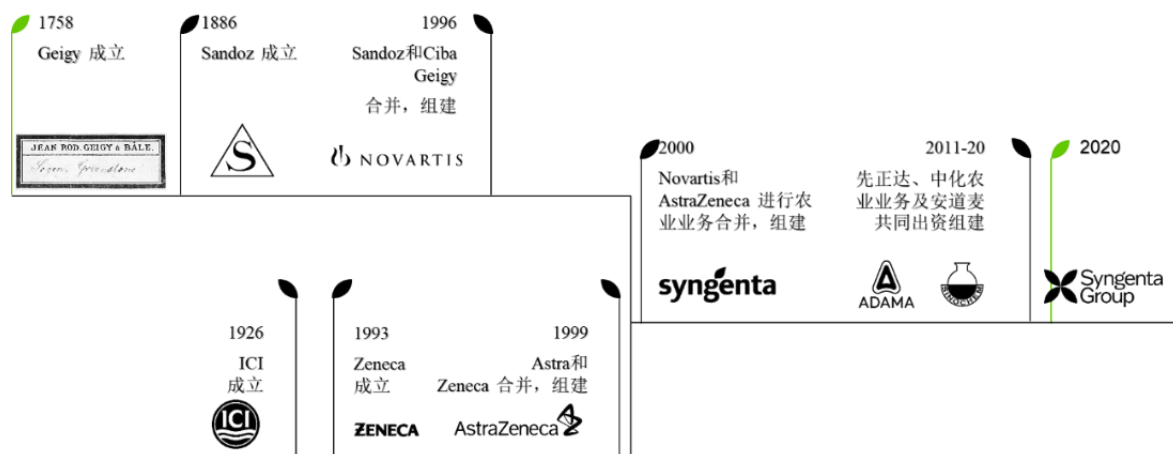 1758
Geigy 成立
JEAN ROD. GEIGY à BÂLE.
1886
Sandoz 成立
S
1996
Sandoz和Ciba
Geigy
合并，组建
NOVARTIS
2000
Novartis和
AstraZeneca 进行农
业业务合并，组建
syngenta
2011-20
先正达、中化农
业业务及安道麦
共同出资组建
ADAMA
SINOCHEM
2020
Syngenta
Group
1926
ICI
成立
ICI
1993
Zeneca
成立
ZENECA
1999
Astra和
Zeneca 合并，组建
AstraZeneca